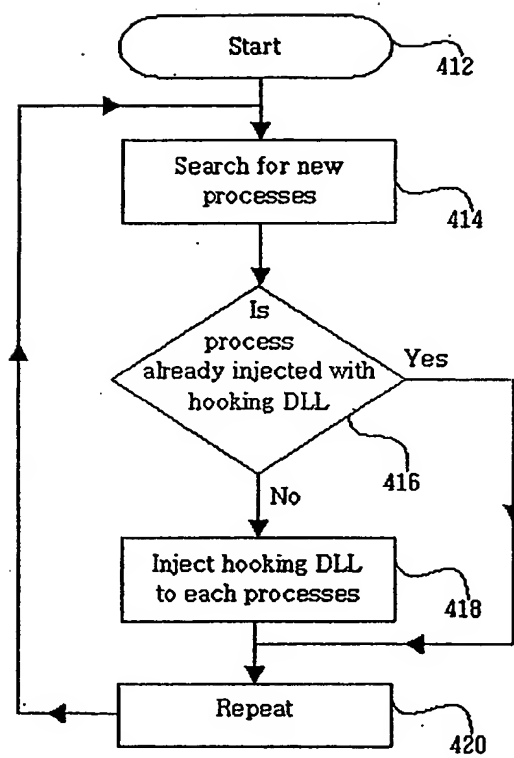 Start
412
Search for new
processes
414
Is
process
already injected with
hooking DLL
Yes
416
No
Inject hooking DLL
to each processes
418
Repeat
420